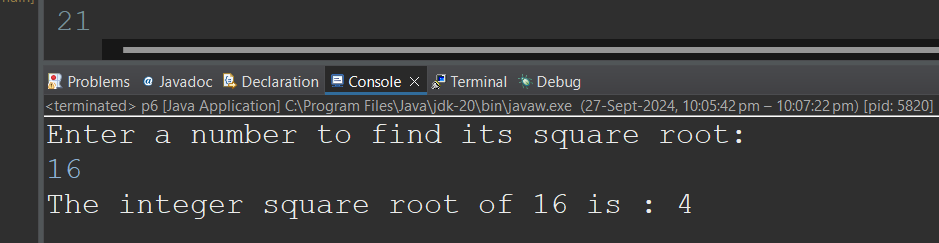 main]
21
Problems Javadoc Declaration Console Terminal Debug
<terminated> p6 [Java Application] C:\Program Files\Java\jdk-20\bin\javaw.exe (27-Sept-2024, 10:05:42 pm – 10:07:22 pm) [pid: 5820]
Enter a number to find its square root:
16
The integer square root of 16 is : 4